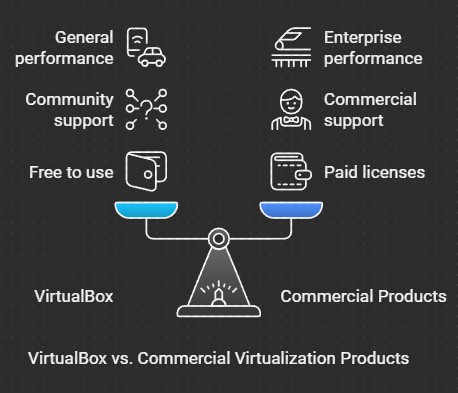 General
performance
Enterprise
performance
Community
support
Commercial
support
Free to use
Paid licenses
VirtualBox
Commercial Products
VirtualBox vs. Commercial Virtualization Products